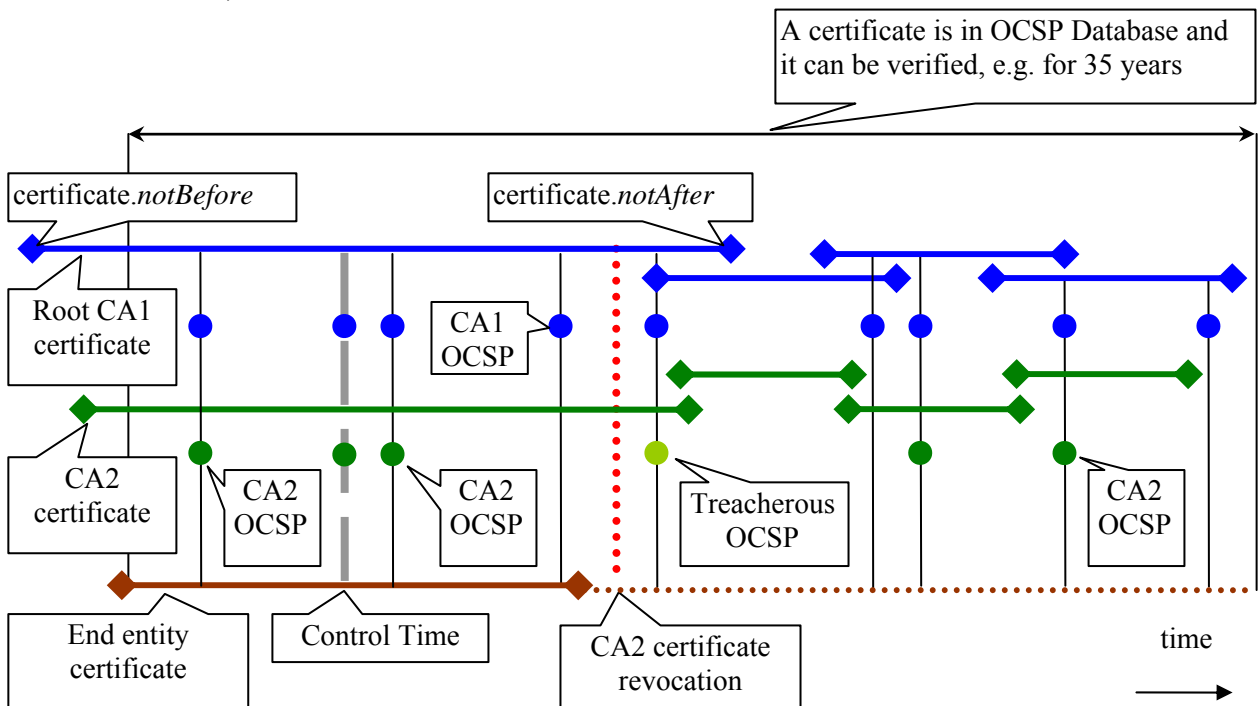 A certificate is in OCSP Database and
it can be verified, e.g. for 35 years
certificate.notBefore
certificate.notAfter
Root CA1
certificate
CA1
OCSP
CA2
certificate
CA2
OCSP
CA2
OCSP
Treacherous
OCSP
CA2
OCSP
End entity
certificate
Control Time
CA2 certificate
revocation
time